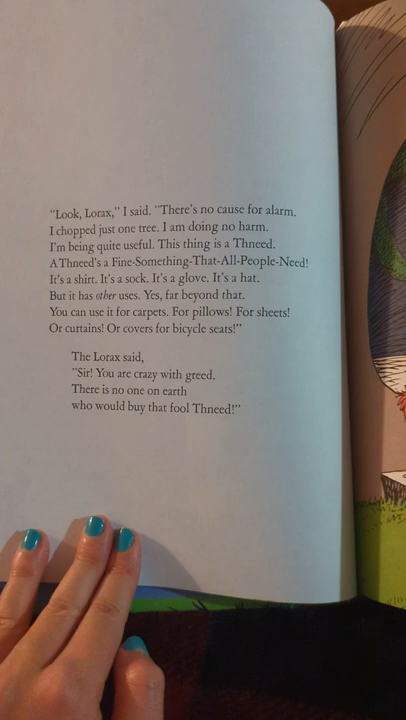 "Look, Lorax," I said. "There's no cause for alarm.
I chopped just one tree. I am doing no harm.
I'm being quite useful. This thing is a Thneed.
A Thneed's a Fine-Something-That-All-People-Need!
It's a shirt. It's a sock. It's a glove. It's a hat.
But it has other uses. Yes, far beyond that.
You can use it for carpets. For pillows! For sheets!
Or curtains! Or covers for bicycle seats!"
The Lorax said,
"Sir! You are crazy with greed.
There is no one on earth
who would buy that fool Thneed!"